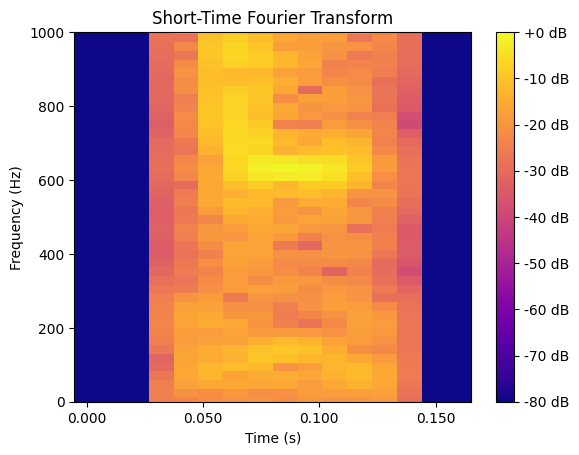 Short-Time Fourier Transform
1000
800
600
400
200
0
Frequency (Hz)
0.000
0.050
0.100
0.150
Time (s)
+0 dB
-10 dB
-20 dB
-30 dB
-40 dB
-50 dB
-60 dB
-70 dB
-80 dB